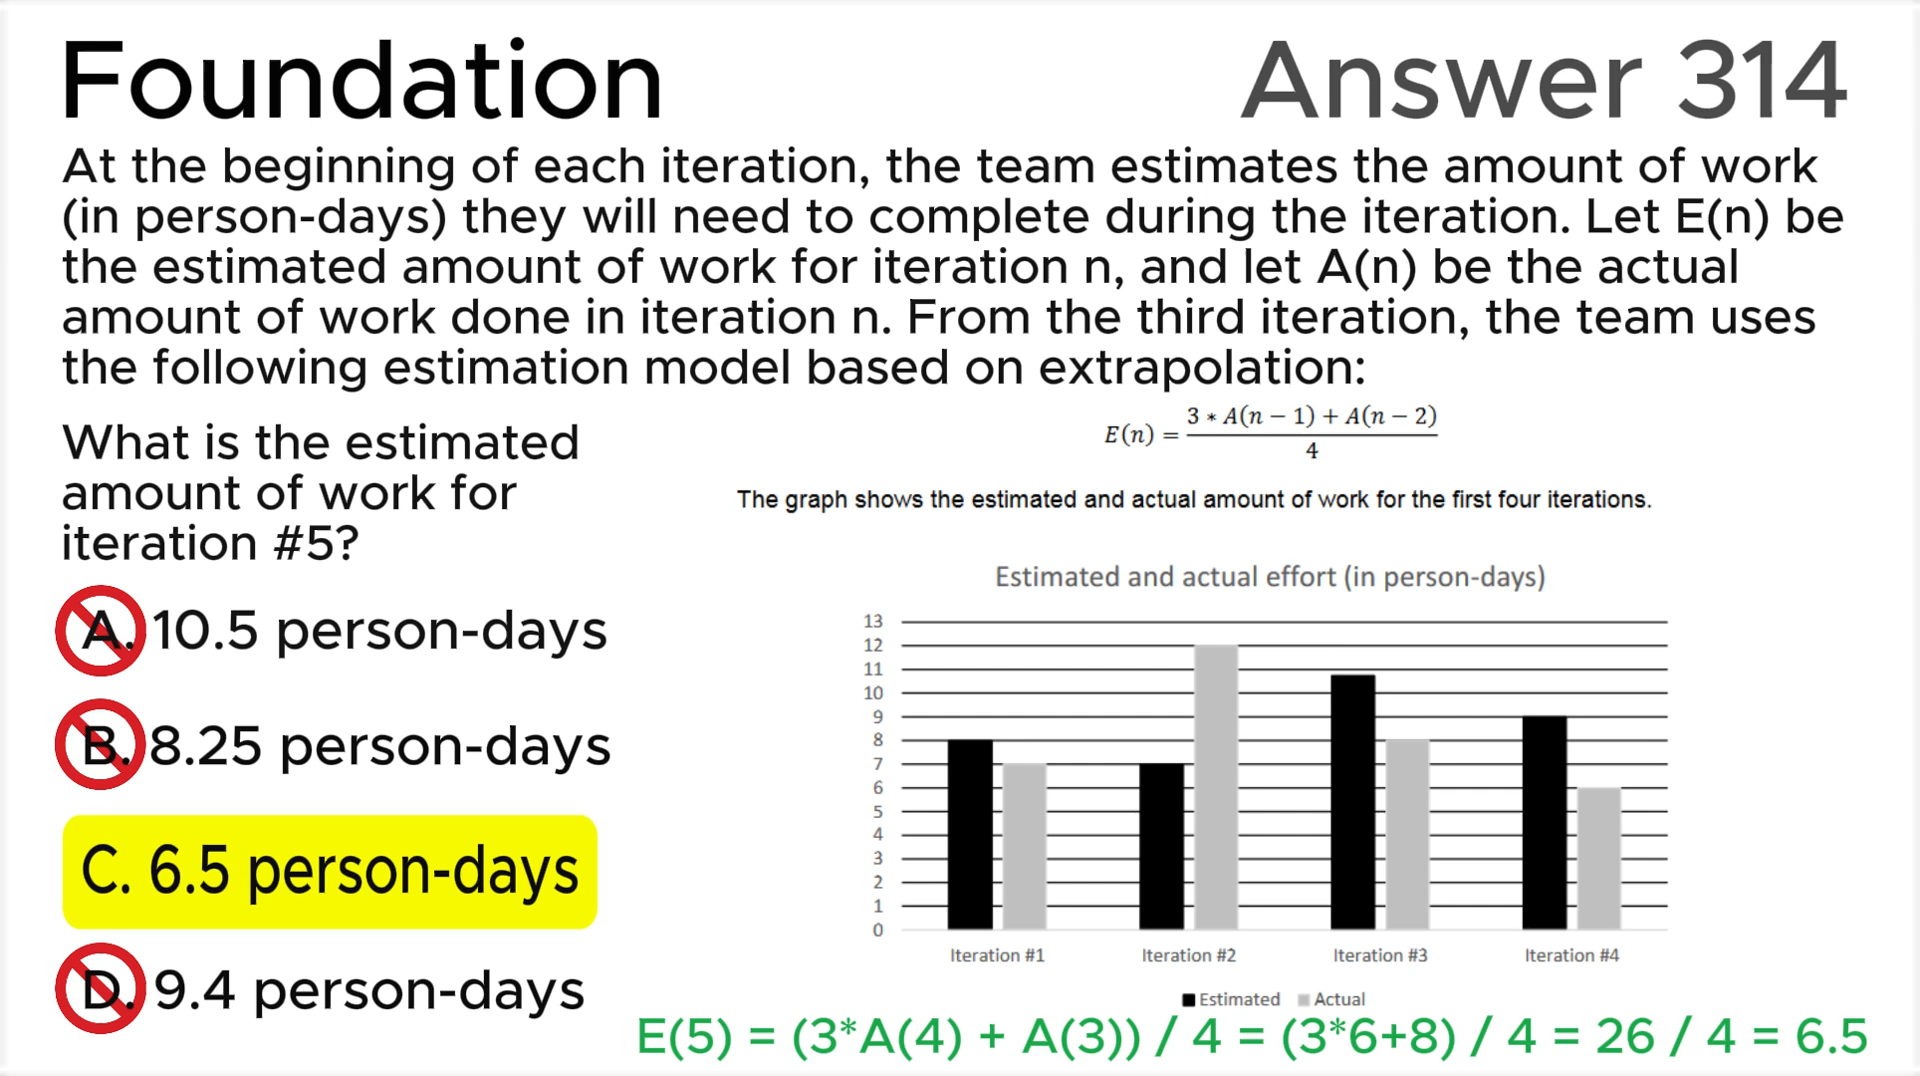 Foundation
Answer 314
At the beginning of each iteration, the team estimates the amount of work
(in person-days) they will need to complete during the iteration. Let E(n) be
the estimated amount of work for iteration n, and let A(n) be the actual
amount of work done in iteration n. From the third iteration, the team uses
the following estimation model based on extrapolation:
What is the estimated
amount of work for
iteration #5?
A. 10.5 person-days
B. 8.25 person-days
C. 6.5 person-days
D. 9.4 person-days
E(n) = (3 * A(n − 1) + A(n − 2)) / 4
The graph shows the estimated and actual amount of work for the first four iterations.
Estimated and actual effort (in person-days)
13
12
11
10
9
8
7
6
5
4
3
2
1
0
Iteration #1 Iteration #2 Iteration #3 Iteration #4
Estimated Actual
E(5) = (3*A(4) + A(3)) / 4 = (3*6+8) / 4 = 26 / 4 = 6.5